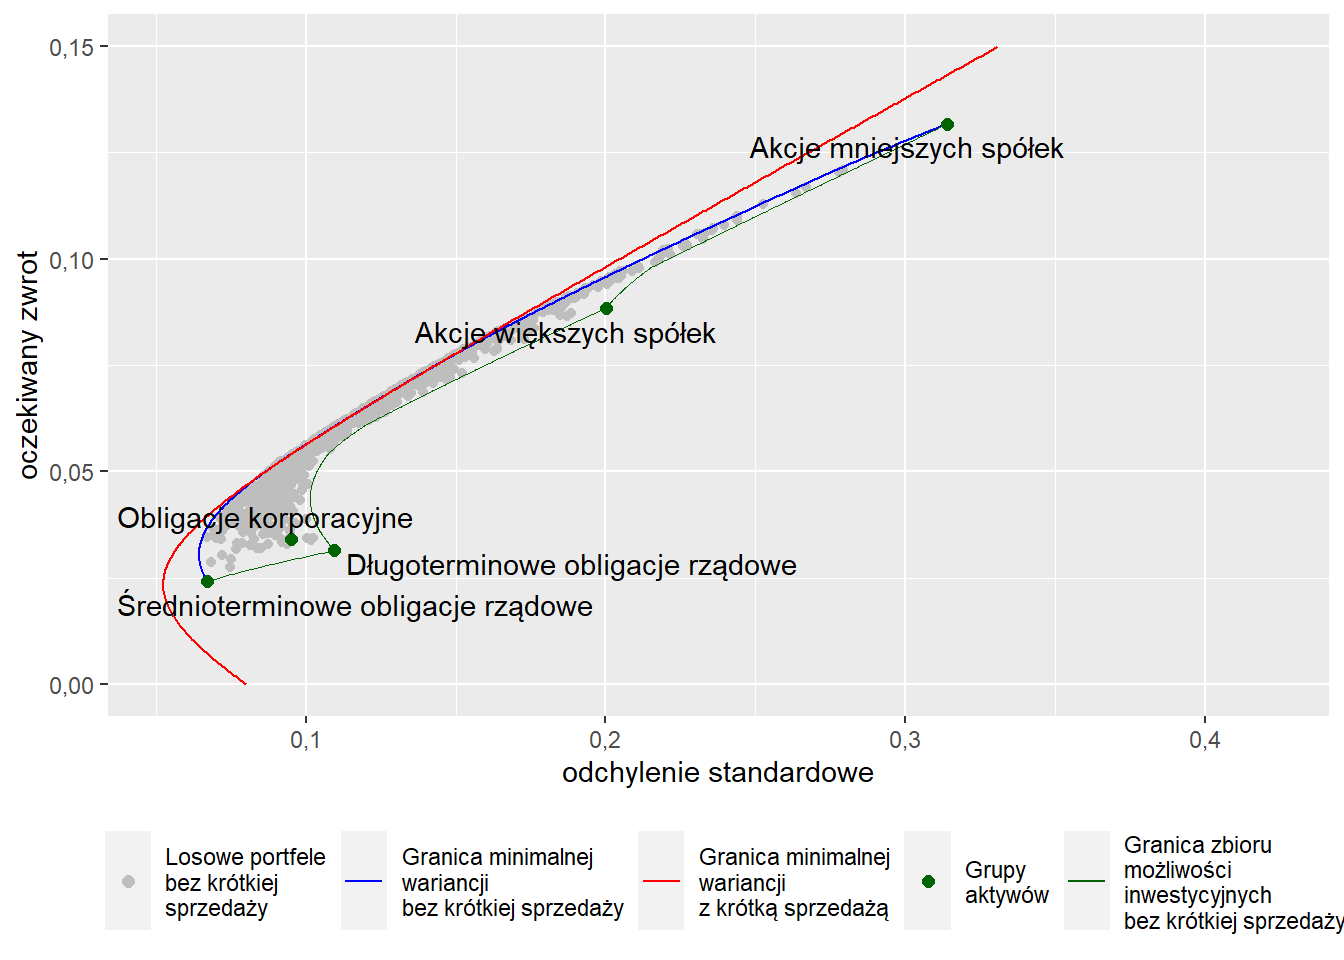 0,15
Akcje mniejszych spółek
0,10
oczekiwany zwrot
Akcje większych spółek
0,05
Obligacje korporacyjne
Długoterminowe obligacje rządowe
Średnioterminowe obligacje rządowe
0,00
0,1 0,2 0,3 0,4
odchylenie standardowe
Losowe portfele
bez krótkiej
sprzedaży
Granica minimalnej
wariancji
bez krótkiej sprzedaży
Granica minimalnej
wariancji
z krótką sprzedażą
Grupy
aktywów
Granica zbioru
możliwości
inwestycyjnych
bez krótkiej sprzedaży